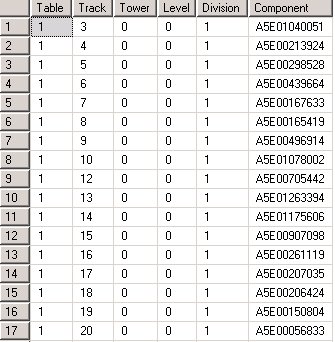 Table Track Tower Level Division Component
1 1 3 0 0 1 A5E01040051
2 1 4 0 0 1 A5E00213924
3 1 5 0 0 1 A5E00298528
4 1 6 0 0 1 A5E00439664
5 1 7 0 0 1 A5E00167633
6 1 8 0 0 1 A5E00165419
7 1 9 0 0 1 A5E00496914
8 1 10 0 0 1 A5E01078002
9 1 12 0 0 1 A5E00705442
10 1 13 0 0 1 A5E01263394
11 1 14 0 0 1 A5E01175606
12 1 15 0 0 1 A5E00907098
13 1 16 0 0 1 A5E00261119
14 1 17 0 0 1 A5E00207035
15 1 18 0 0 1 A5E00206424
16 1 19 0 0 1 A5E00150804
17 1 20 0 0 1 A5E00056833